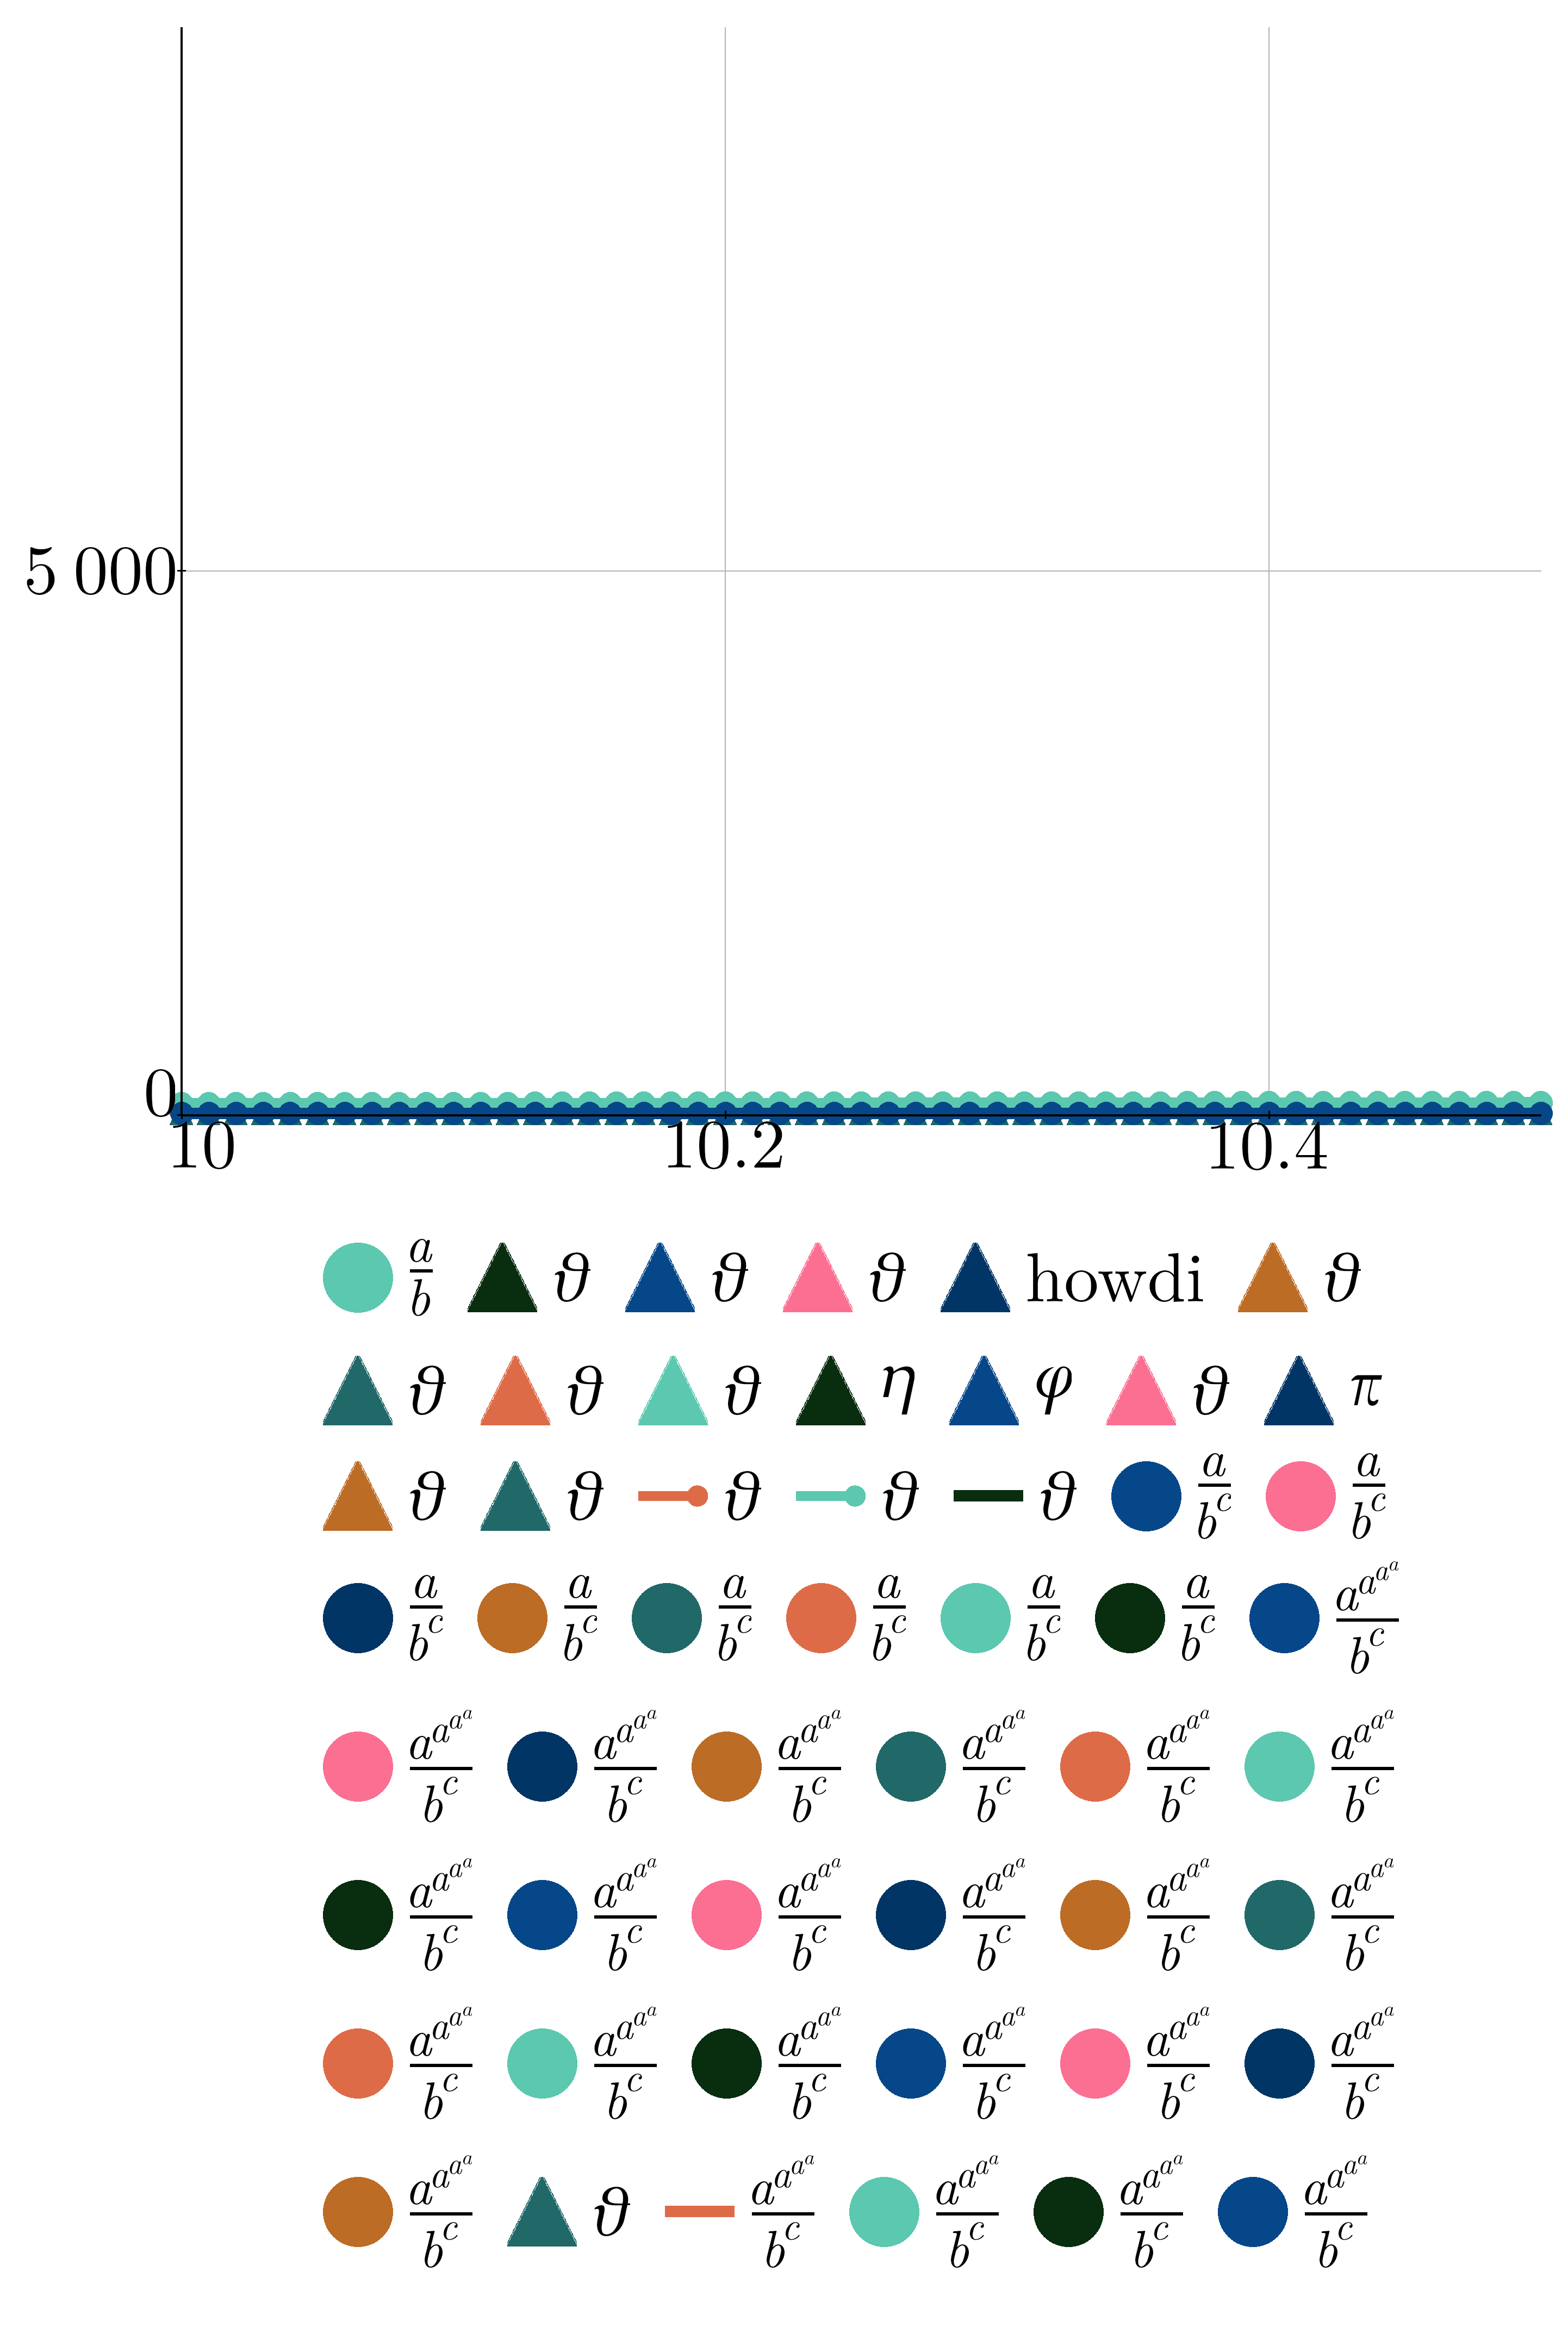 5 000
0
10 10.2 10.4
a/b ϑ ϑ ϑ howdi ϑ
ϑ ϑ ϑ η φ ϑ π
ϑ ϑ ϑ ϑ ϑ a/b^c a/b^c
a/b^c a/b^c a/b^c a/b^c a/b^c a/b^c a^{a^{a^a}}/b^c
a^{a^{a^a}}/b^c a^{a^{a^a}}/b^c a^{a^{a^a}}/b^c a^{a^{a^a}}/b^c a^{a^{a^a}}/b^c a^{a^{a^a}}/b^c
a^{a^{a^a}}/b^c a^{a^{a^a}}/b^c a^{a^{a^a}}/b^c a^{a^{a^a}}/b^c a^{a^{a^a}}/b^c a^{a^{a^a}}/b^c
a^{a^{a^a}}/b^c a^{a^{a^a}}/b^c a^{a^{a^a}}/b^c a^{a^{a^a}}/b^c a^{a^{a^a}}/b^c a^{a^{a^a}}/b^c
a^{a^{a^a}}/b^c ϑ a^{a^{a^a}}/b^c a^{a^{a^a}}/b^c a^{a^{a^a}}/b^c a^{a^{a^a}}/b^c